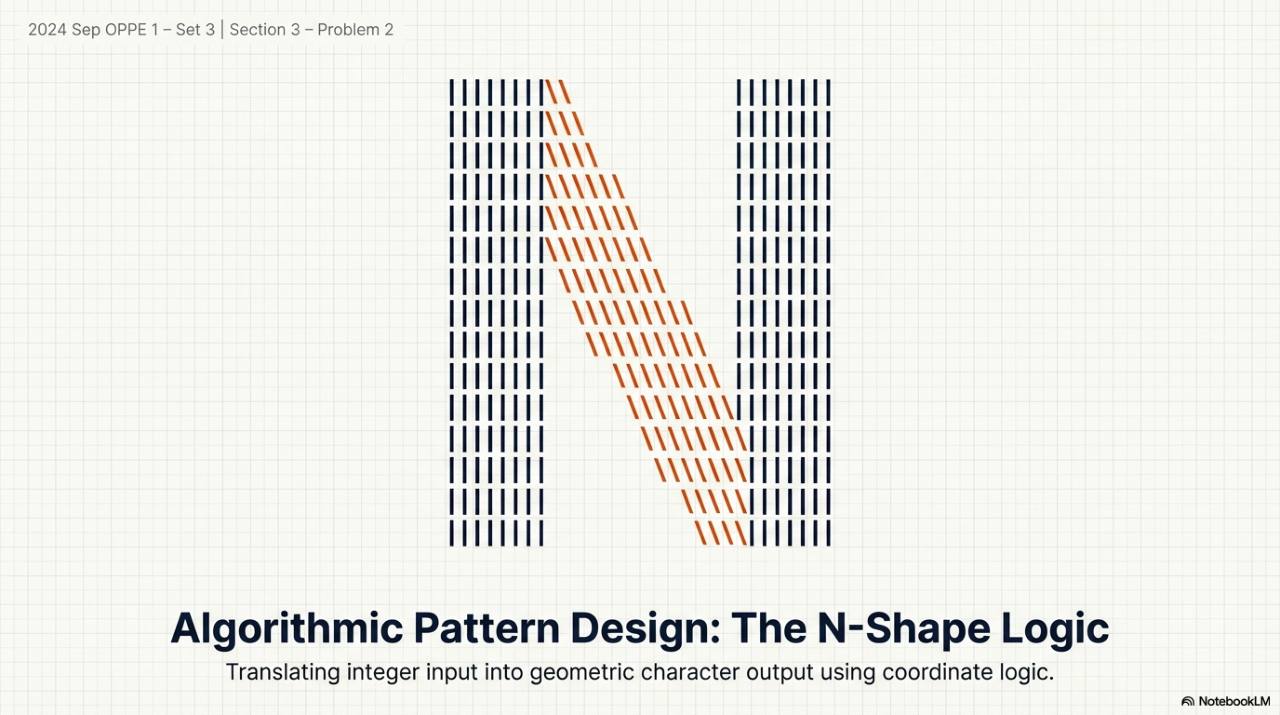 2024 Sep OPPE 1 – Set 3 | Section 3 – Problem 2
Algorithmic Pattern Design: The N-Shape Logic
Translating integer input into geometric character output using coordinate logic.
NotebookLM